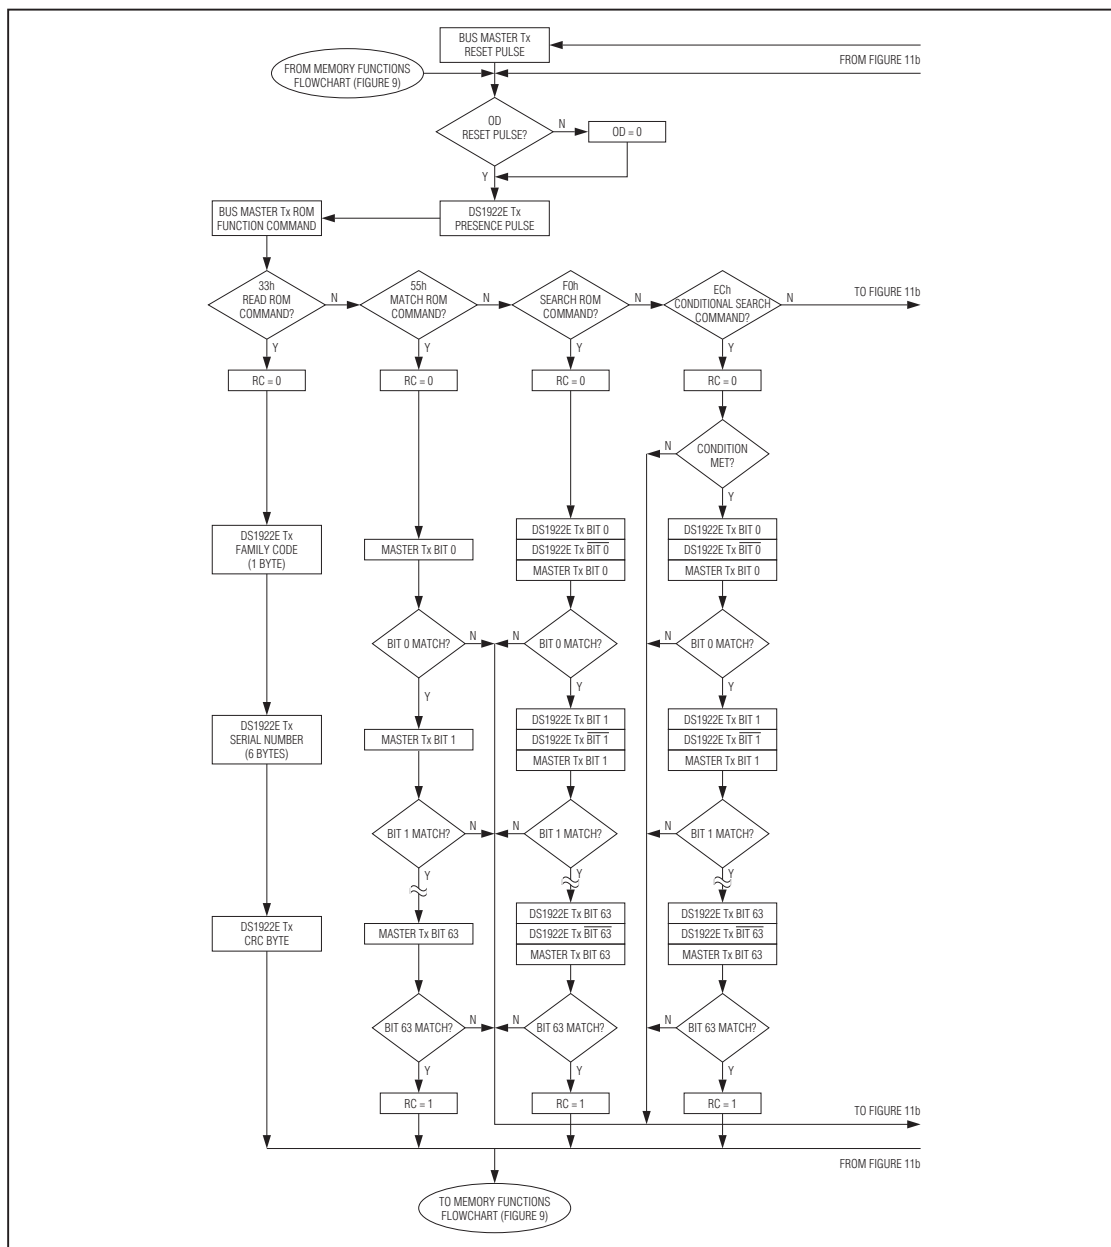 BUS MASTER Tx
RESET PULSE
FROM FIGURE 11b
FROM MEMORY FUNCTIONS
FLOWCHART (FIGURE 9)
OD
RESET PULSE?
N
OD = 0
Y
BUS MASTER Tx ROM
FUNCTION COMMAND
DS1922E Tx
PRESENCE PULSE
33h
READ ROM
COMMAND?
N
55h
MATCH ROM
COMMAND?
N
F0h
SEARCH ROM
COMMAND?
N
ECh
CONDITIONAL SEARCH
COMMAND?
N
TO FIGURE 11b
Y
Y
Y
Y
RC = 0
RC = 0
RC = 0
RC = 0
N
CONDITION
MET?
Y
DS1922E Tx
FAMILY CODE
(1 BYTE)
MASTER Tx BIT 0
DS1922E Tx BIT 0
DS1922E Tx B̅I̅T̅ ̅0̅
MASTER Tx BIT 0
DS1922E Tx BIT 0
DS1922E Tx B̅I̅T̅ ̅0̅
MASTER Tx BIT 0
BIT 0 MATCH?
N
N
BIT 0 MATCH?
N
BIT 0 MATCH?
Y
Y
Y
DS1922E Tx
SERIAL NUMBER
(6 BYTES)
MASTER Tx BIT 1
DS1922E Tx BIT 1
DS1922E Tx B̅I̅T̅ ̅1̅
MASTER Tx BIT 1
DS1922E Tx BIT 1
DS1922E Tx B̅I̅T̅ ̅1̅
MASTER Tx BIT 1
BIT 1 MATCH?
N
N
BIT 1 MATCH?
N
BIT 1 MATCH?
Y
Y
Y
DS1922E Tx
CRC BYTE
MASTER Tx BIT 63
DS1922E Tx BIT 63
DS1922E Tx B̅I̅T̅ ̅6̅3̅
MASTER Tx BIT 63
DS1922E Tx BIT 63
DS1922E Tx B̅I̅T̅ ̅6̅3̅
MASTER Tx BIT 63
BIT 63 MATCH?
N
N
BIT 63 MATCH?
N
BIT 63 MATCH?
Y
Y
Y
RC = 1
RC = 1
RC = 1
TO FIGURE 11b
FROM FIGURE 11b
TO MEMORY FUNCTIONS
FLOWCHART (FIGURE 9)